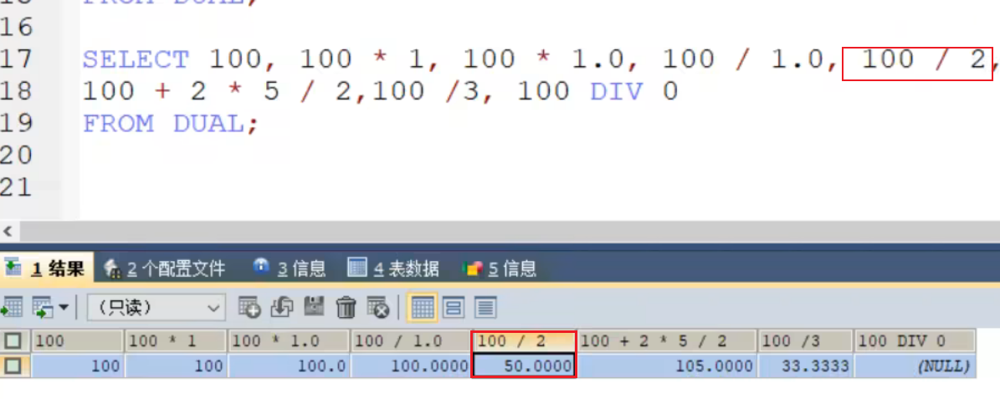 FROM DUAL;
16
17 SELECT 100, 100 * 1, 100 * 1.0, 100 / 1.0, 100 / 2,
18 100 + 2 * 5 / 2,100 /3, 100 DIV 0
19 FROM DUAL;
20
21
1 结果 2 个配置文件 3 信息 4 表数据 5 信息
（只读）
100 100 * 1 100 * 1.0 100 / 1.0 100 / 2 100 + 2 * 5 / 2 100 /3 100 DIV 0
100 100 100.0 100.0000 50.0000 105.0000 33.3333 (NULL)